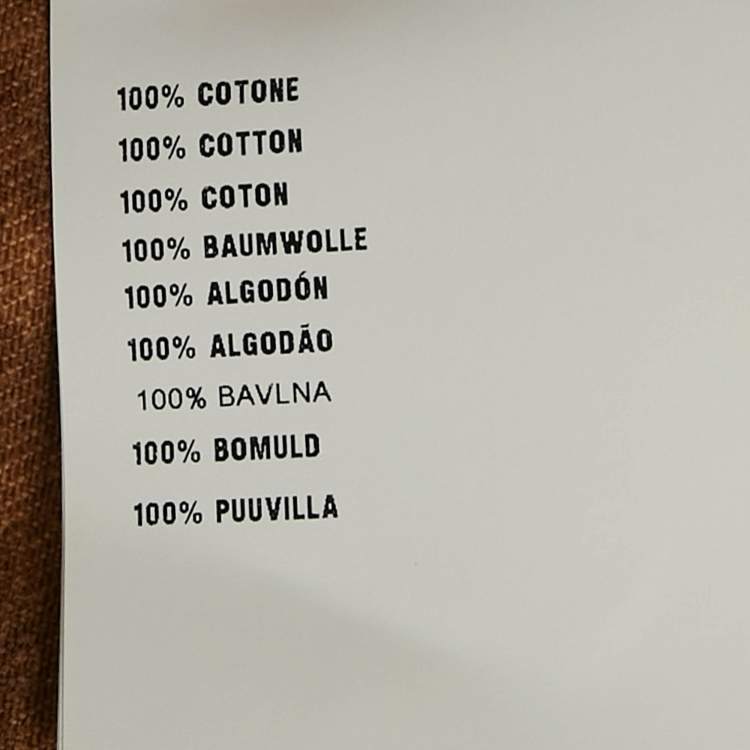 100% COTONE
100% COTTON
100% COTON
100% BAUMWOLLE
100% ALGODÓN
100% ALGODÃO
100% BAVLNA
100% BOMULD
100% PUUVILLA